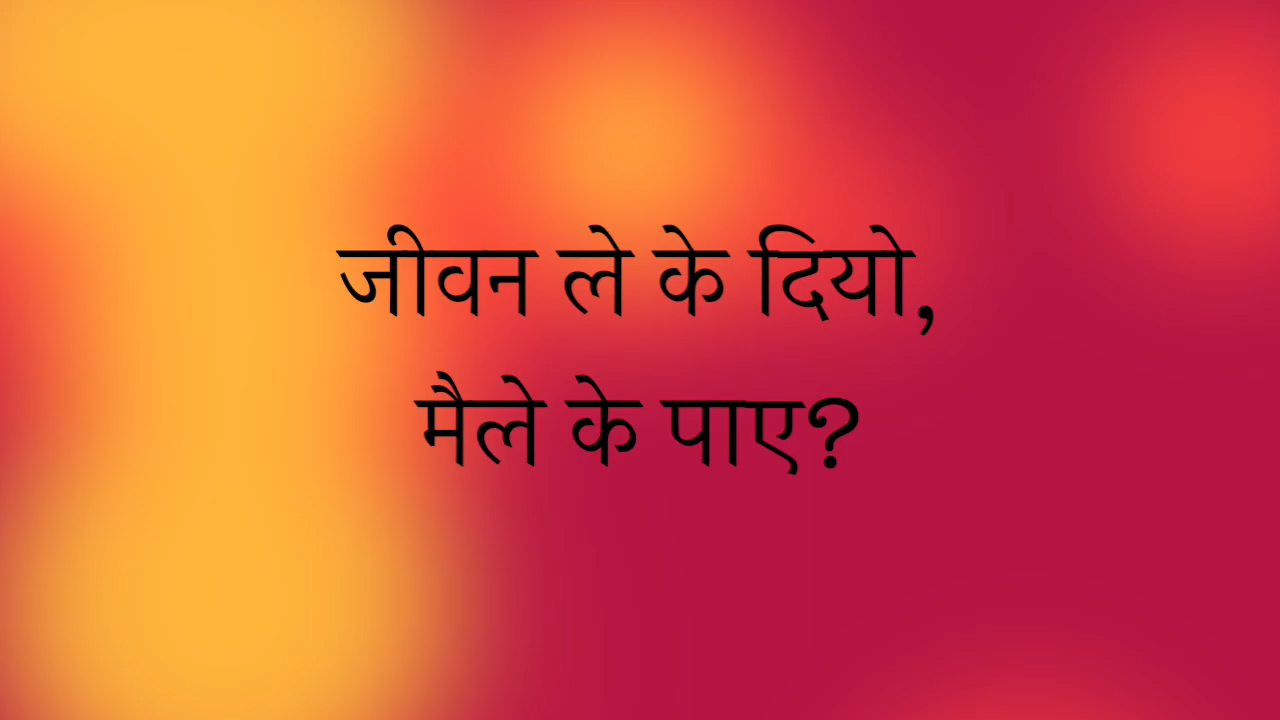 जीवन ले के दियो,
मैले के पाए?